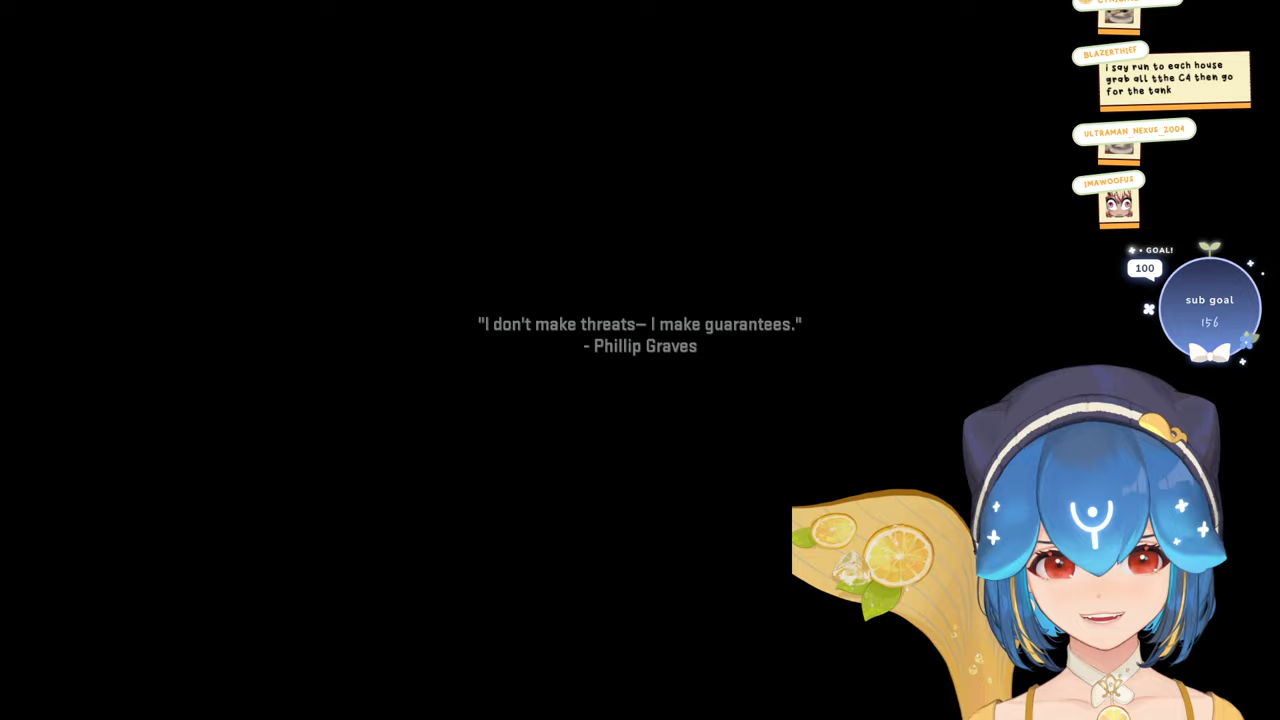 "I don't make threats— I make guarantees."
- Phillip Graves
BLAZERTHIEF
i say run to each house
grab all tthe C4 then go
for the tank
ULTRAMAN_NEXUS_2004
IMAWOOFUS
• GOAL!
100
sub goal
156